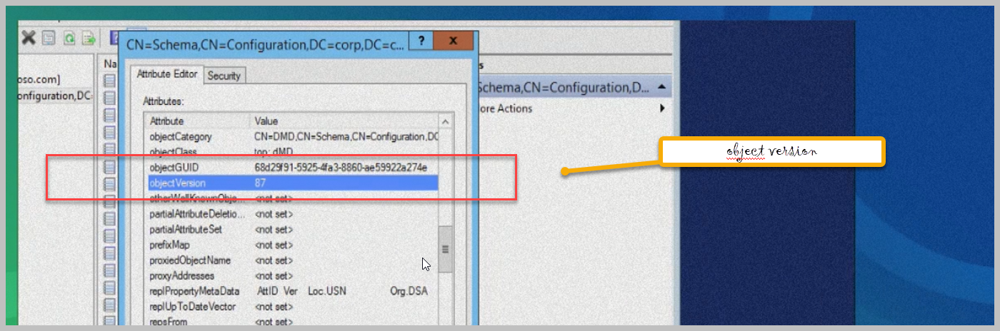 CN=Schema,CN=Configuration,DC=corp,DC=c...
? x
Na
Attribute Editor Security
s
oso.com]
Schema,CN=Configuration,D...
onfiguration,DC:
Attributes:
ore Actions
Attribute Value
objectCategory CN=DMD,CN=Schema,CN=Configuration,DC
objectClass top; dMD
object version
objectGUID 68d29f91-5925-4fa3-8860-ae59922a274e
objectVersion 87
otherWellKnownObje... <not set>
partialAttributeDeletio... <not set>
partialAttributeSet <not set>
prefixMap <not set>
proxiedObjectName <not set>
proxyAddresses <not set>
replPropertyMetaData AttID Ver Loc.USN Org.DSA
replUpToDateVector <not set>
repsFrom <not set>